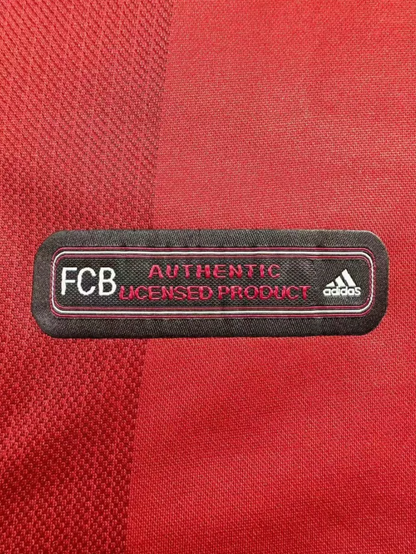 FCB
AUTHENTIC
LICENSED PRODUCT
adidas